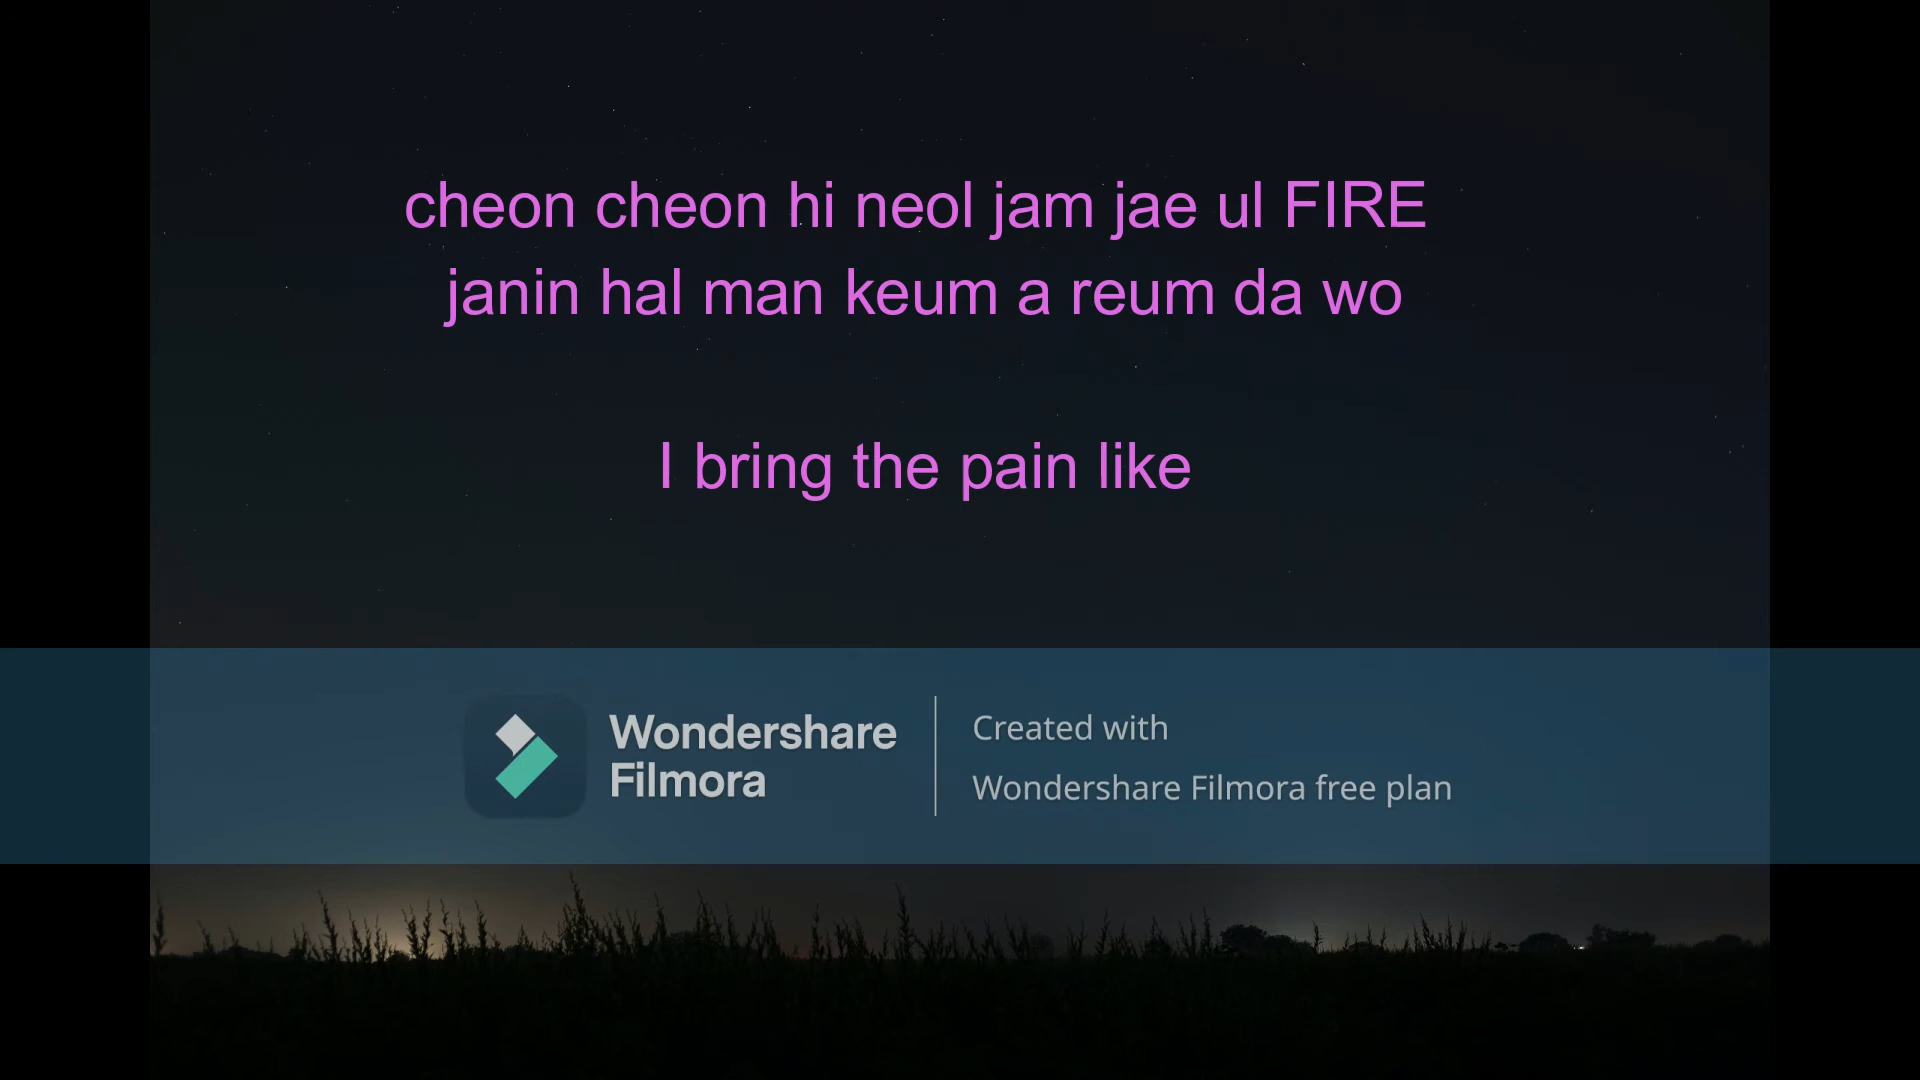 cheon cheon hi neol jam jae ul FIRE
janin hal man keum a reum da wo
I bring the pain like
Wondershare
Filmora
Created with
Wondershare Filmora free plan